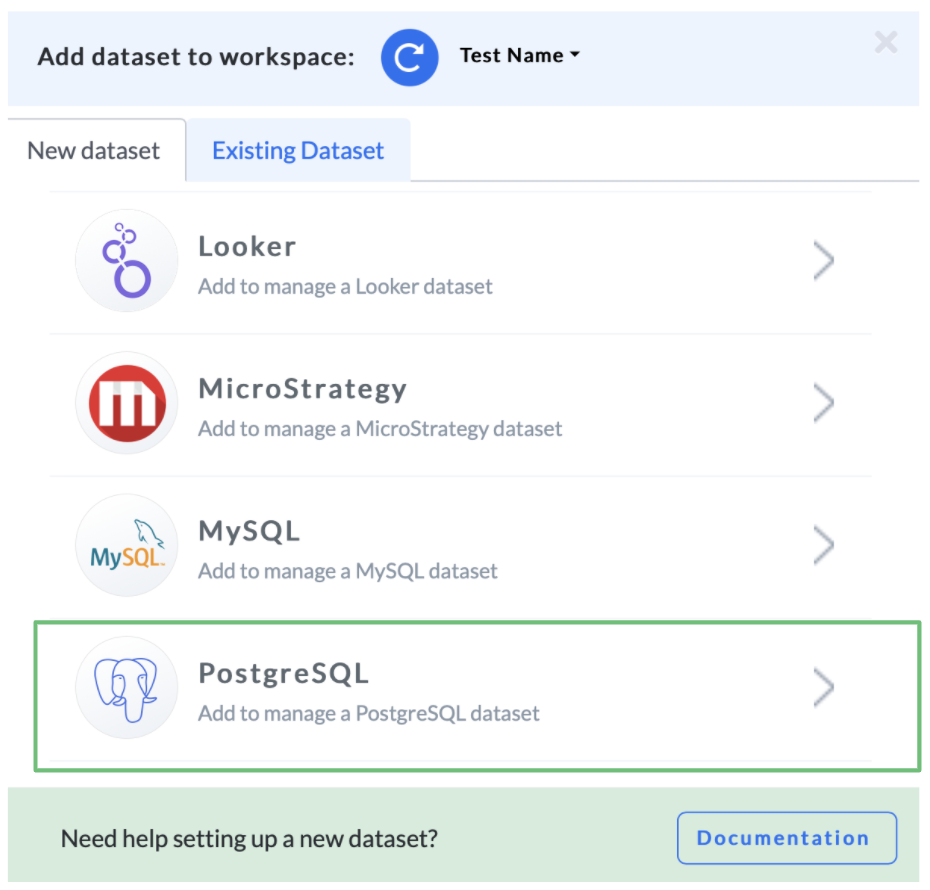 Add dataset to workspace: Test Name
New dataset Existing Dataset
Looker
Add to manage a Looker dataset
MicroStrategy
Add to manage a MicroStrategy dataset
MySQL
MySQL™
Add to manage a MySQL dataset
PostgreSQL
Add to manage a PostgreSQL dataset
Need help setting up a new dataset? Documentation